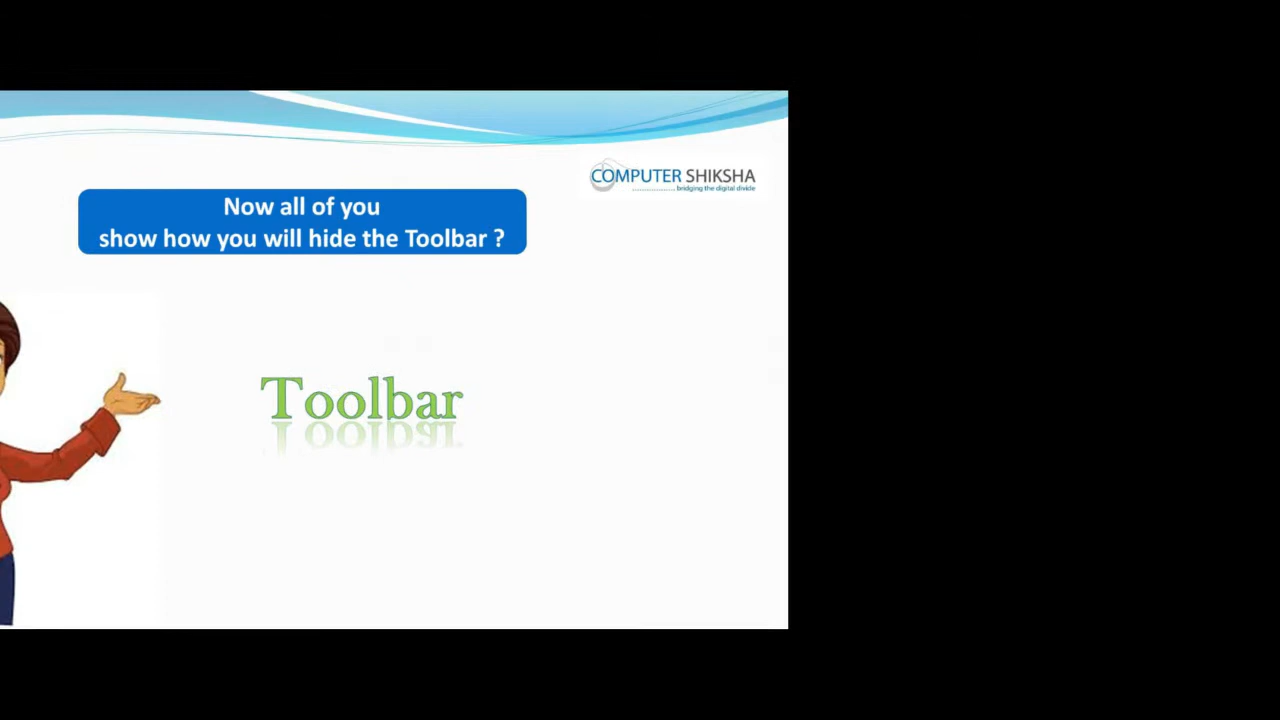 COMPUTER SHIKSHA
.................. bridging the digital divide
Now all of you
show how you will hide the Toolbar ?
Toolbar